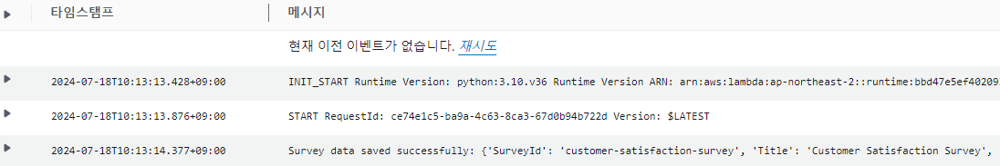 타임스탬프 메시지
현재 이전 이벤트가 없습니다. 재시도
2024-07-18T10:13:13.428+09:00 INIT_START Runtime Version: python:3.10.v36 Runtime Version ARN: arn:aws:lambda:ap-northeast-2::runtime:bbd47e5ef40209
2024-07-18T10:13:13.876+09:00 START RequestId: ce74e1c5-ba9a-4c63-8ca3-67d0b94b722d Version: $LATEST
2024-07-18T10:13:14.377+09:00 Survey data saved successfully: {'SurveyId': 'customer-satisfaction-survey', 'Title': 'Customer Satisfaction Survey',